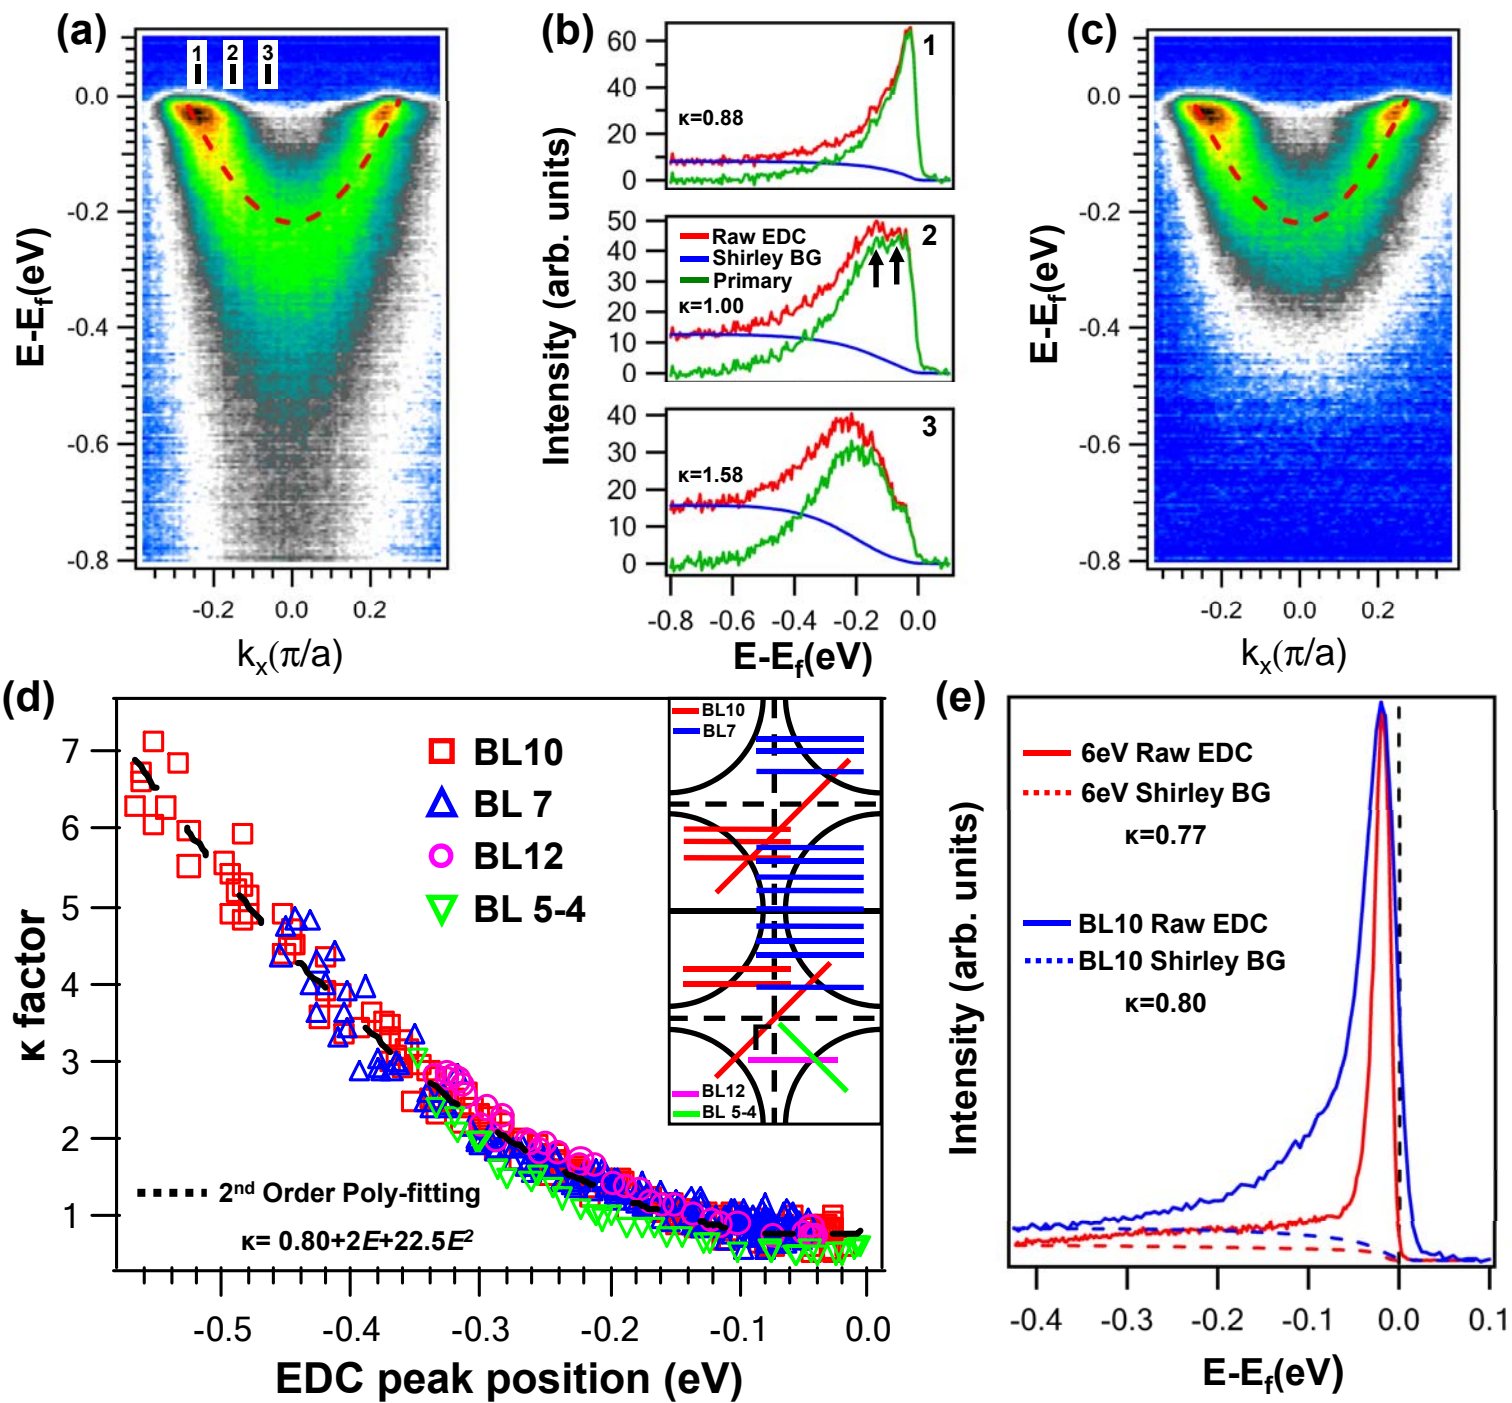 (a)
1 2 3
0.0
-0.2
-0.4
-0.6
-0.8
E-Ef(eV)
-0.2 0.0 0.2
kx(π/a)
(b)
1
60
40
20
0
κ=0.88
2
50
40
30
20
10
0
Raw EDC
Shirley BG
Primary
κ=1.00
3
40
30
20
10
0
κ=1.58
Intensity (arb. units)
-0.8 -0.6 -0.4 -0.2 0.0
E-Ef(eV)
(c)
0.0
-0.2
-0.4
-0.6
-0.8
E-Ef(eV)
-0.2 0.0 0.2
kx(π/a)
(d)
7
6
5
4
3
2
1
κ factor
BL10
BL 7
BL12
BL 5-4
2nd Order Poly-fitting
κ= 0.80+2E+22.5E²
BL10
BL7
Γ
BL12
BL 5-4
-0.5 -0.4 -0.3 -0.2 -0.1 0.0
EDC peak position (eV)
(e)
6eV Raw EDC
6eV Shirley BG
κ=0.77
BL10 Raw EDC
BL10 Shirley BG
κ=0.80
Intensity (arb. units)
-0.4 -0.3 -0.2 -0.1 0.0 0.1
E-Ef(eV)